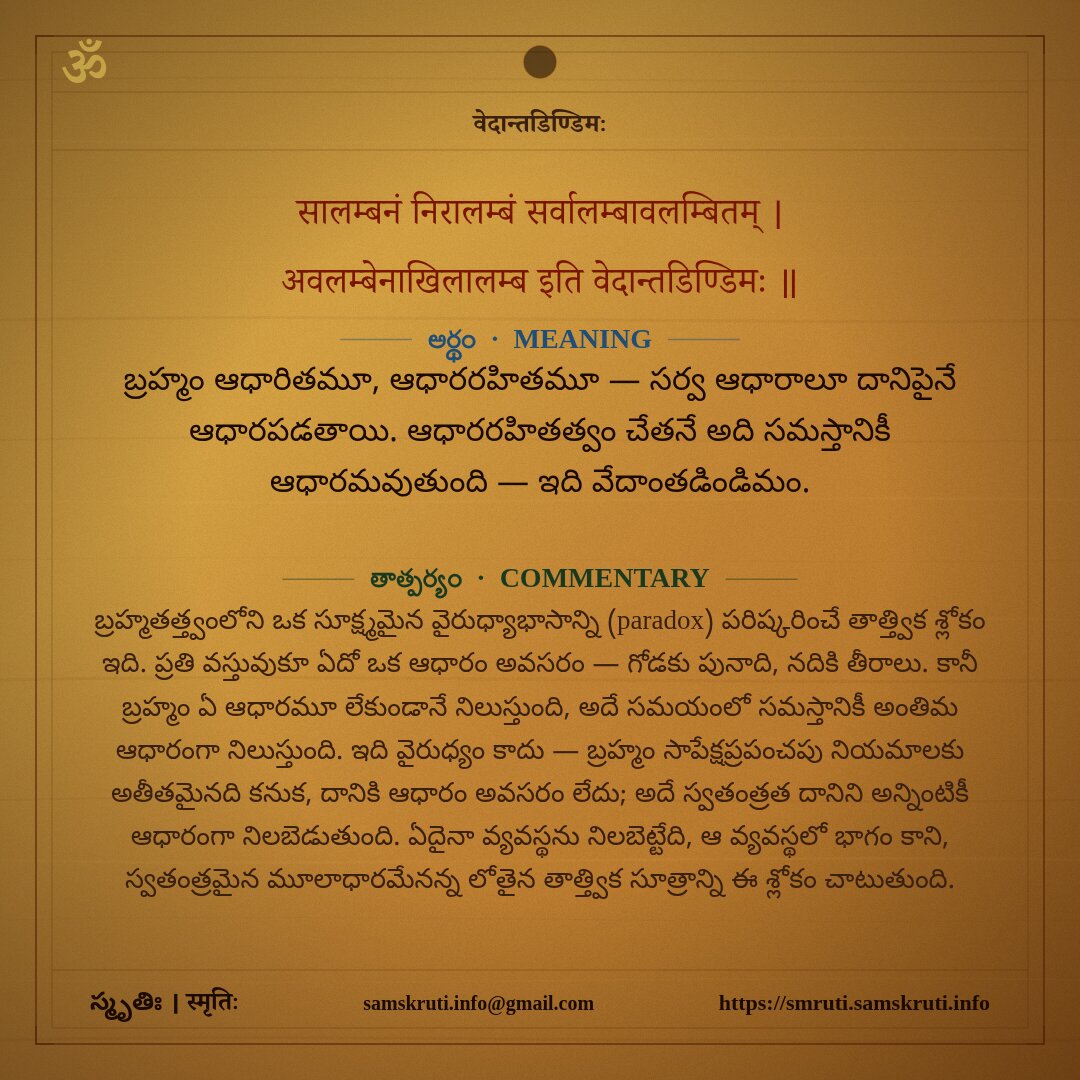 ॐ
वेदान्तडिण्डिमः
सालम्बनं निरालम्बं सर्वालम्बावलम्बितम् |
अवलम्बेनाखिलालम्ब इति वेदान्तडिण्डिमः ||
అర్థం · MEANING
బ్రహ్మం ఆధారితమూ, ఆధారరహితమూ — సర్వ ఆధారాలూ దానిపైనే
ఆధారపడతాయి. ఆధారరహితత్వం చేతనే అది సమస్తానికీ
ఆధారమవుతుంది — ఇది వేదాంతడిండిమం.
తాత్పర్యం · COMMENTARY
బ్రహ్మతత్త్వంలోని ఒక సూక్ష్మమైన వైరుధ్యాభాసాన్ని (paradox) పరిష్కరించే తాత్త్విక శ్లోకం
ఇది. ప్రతి వస్తువుకూ ఏదో ఒక ఆధారం అవసరం — గోడకు పునాది, నదికి తీరాలు. కానీ
బ్రహ్మం ఏ ఆధారమూ లేకుండానే నిలుస్తుంది, అదే సమయంలో సమస్తానికీ అంతిమ
ఆధారంగా నిలుస్తుంది. ఇది వైరుధ్యం కాదు — బ్రహ్మం సాపేక్షప్రపంచపు నియమాలకు
అతీతమైనది కనుక, దానికి ఆధారం అవసరం లేదు; అదే స్వతంత్రత దానిని అన్నింటికీ
ఆధారంగా నిలబెడుతుంది. ఏదైనా వ్యవస్థను నిలబెట్టేది, ఆ వ్యవస్థలో భాగం కాని,
స్వతంత్రమైన మూలాధారమేనన్న లోతైన తాత్త్విక సూత్రాన్ని ఈ శ్లోకం చాటుతుంది.
స్మృతిః | स्मृतिः samskruti.info@gmail.com https://smruti.samskruti.info